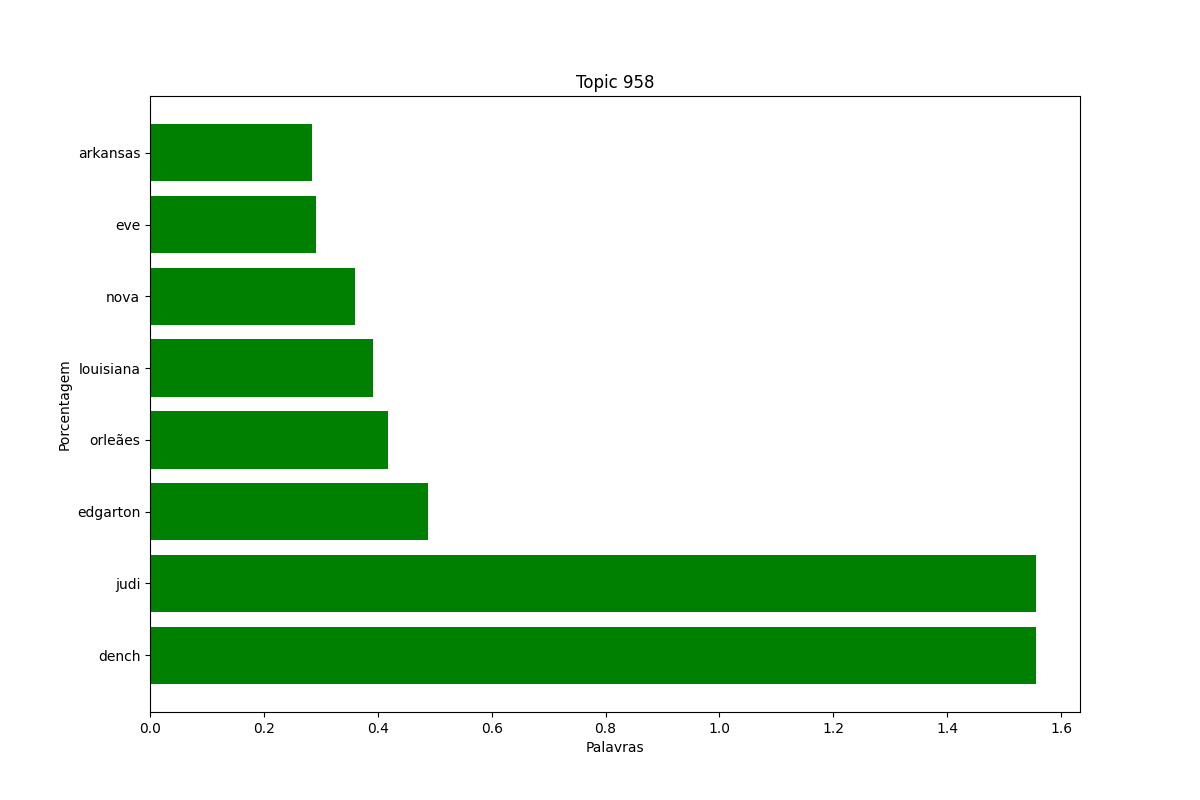 Topic 958
arkansas
eve
nova
louisiana
orleães
edgarton
judi
dench
Porcentagem
0.0 0.2 0.4 0.6 0.8 1.0 1.2 1.4 1.6
Palavras